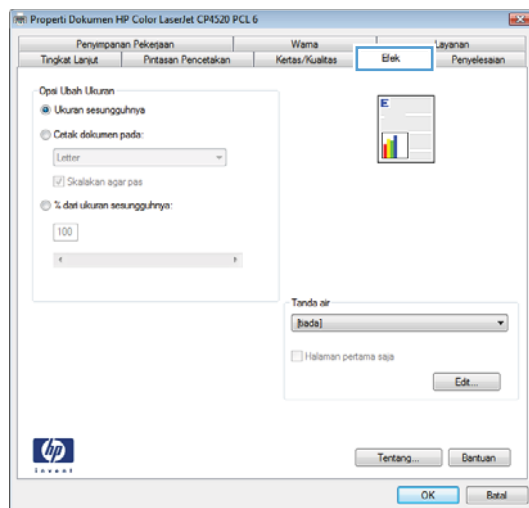 Properti Dokumen HP Color LaserJet CP4520 PCL 6
Penyimpanan Pekerjaan Warna Layanan
Tingkat Lanjut Pintasan Pencetakan Kertas/Kualitas Efek Penyelesaian
Opsi Ubah Ukuran
Ukuran sesungguhnya
Cetak dokumen pada:
Letter
Skalakan agar pas
% dari ukuran sesungguhnya:
100
E
Tanda air
[tiada]
Halaman pertama saja
Edit...
hp
invent
Tentang... Bantuan
OK Batal